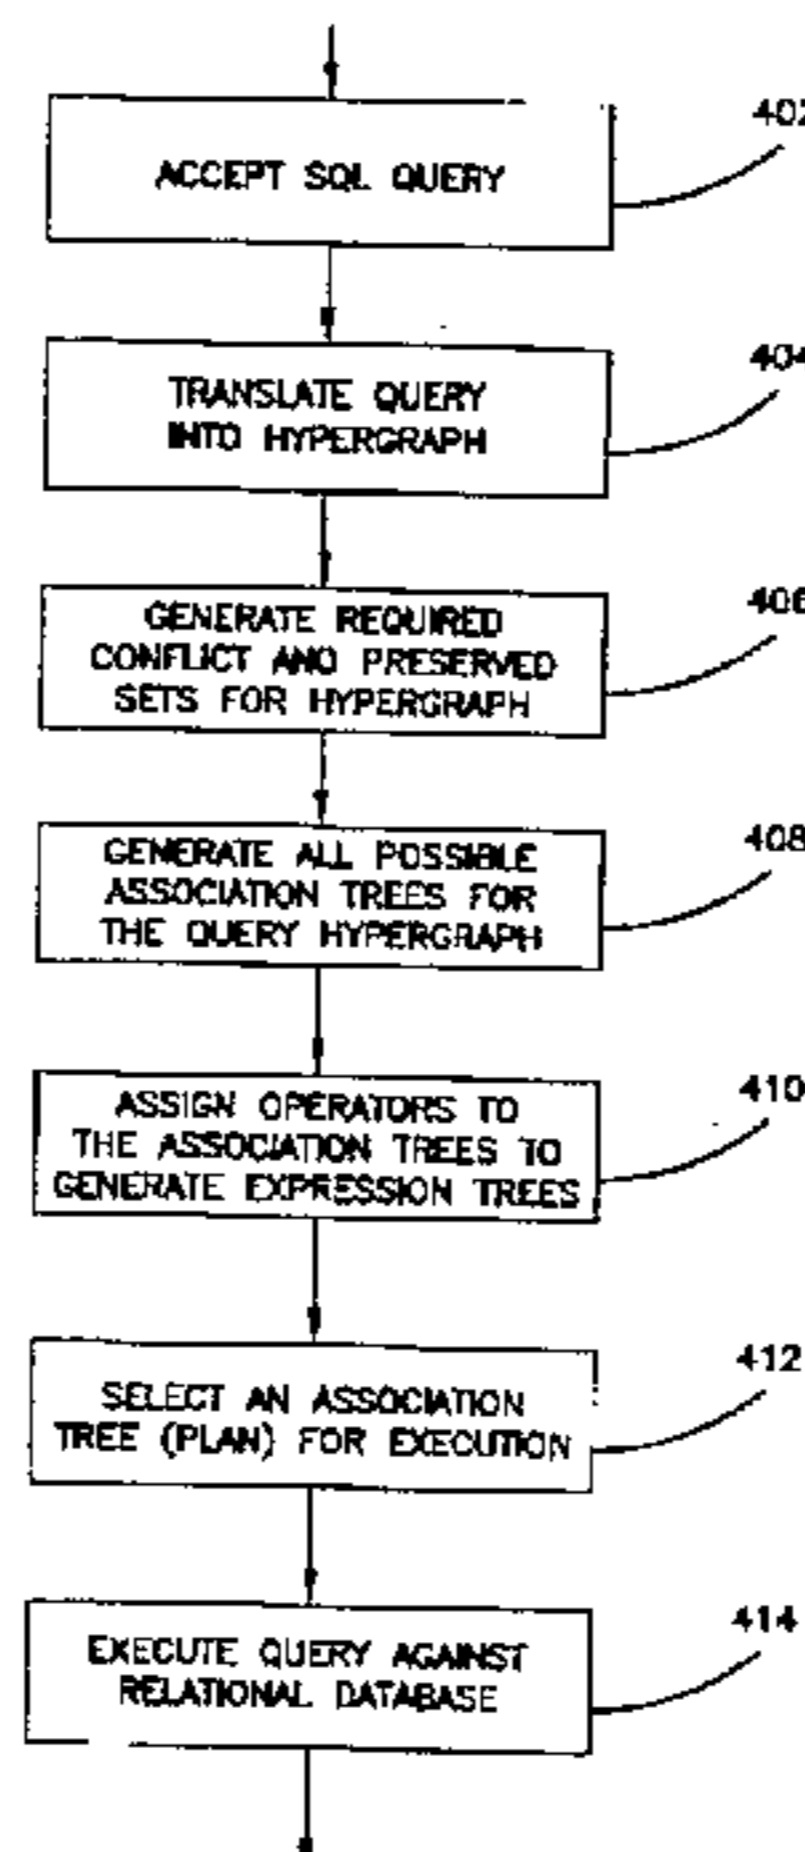 402
ACCEPT SQL QUERY
404
TRANSLATE QUERY
INTO HYPERGRAPH
406
GENERATE REQUIRED
CONFLICT AND PRESERVED
SETS FOR HYPERGRAPH
408
GENERATE ALL POSSIBLE
ASSOCIATION TREES FOR
THE QUERY HYPERGRAPH
410
ASSIGN OPERATORS TO
THE ASSOCIATION TREES TO
GENERATE EXPRESSION TREES
412
SELECT AN ASSOCIATION
TREE (PLAN) FOR EXECUTION
414
EXECUTE QUERY AGAINST
RELATIONAL DATABASE